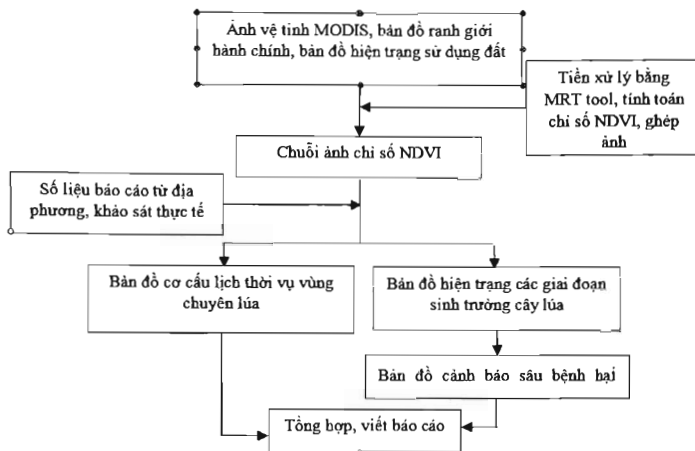 Ảnh vệ tinh MODIS, bản đồ ranh giới
hành chính, bản đồ hiện trạng sử dụng đất
Tiền xử lý bằng
MRT tool, tính toán
chỉ số NDVI, ghép
ảnh
Chuỗi ảnh chỉ số NDVI
Số liệu báo cáo từ địa
phương, khảo sát thực tế
Bản đồ cơ cấu lịch thời vụ vùng
chuyên lúa
Bản đồ hiện trạng các giai đoạn
sinh trưởng cây lúa
Bản đồ cảnh báo sâu bệnh hại
Tổng hợp, viết báo cáo